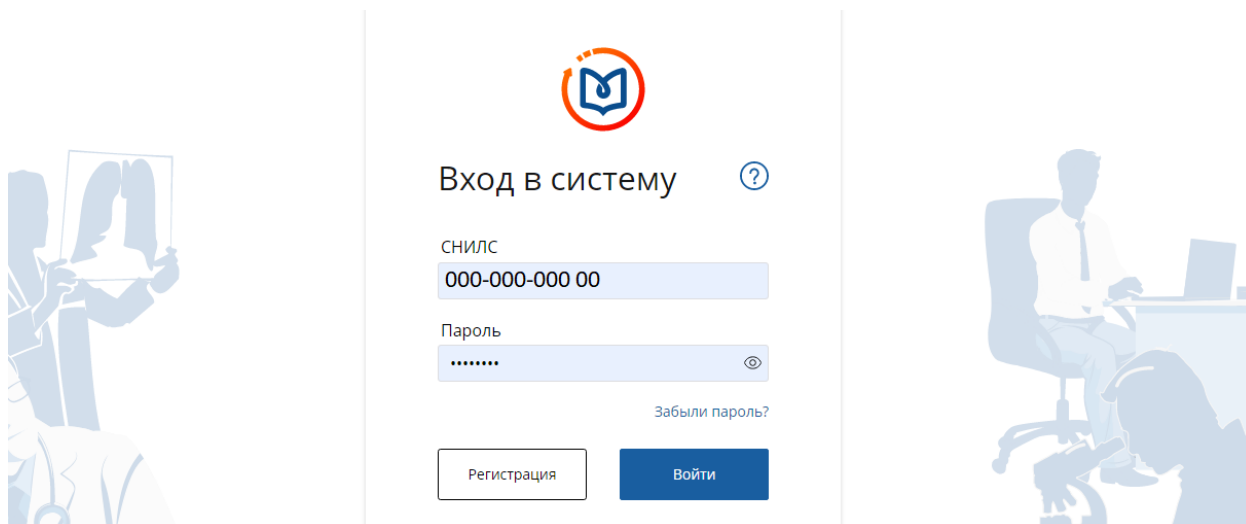 Вход в систему
?
СНИЛС
000-000-000 00
Пароль
••••••••
Забыли пароль?
Регистрация
Войти